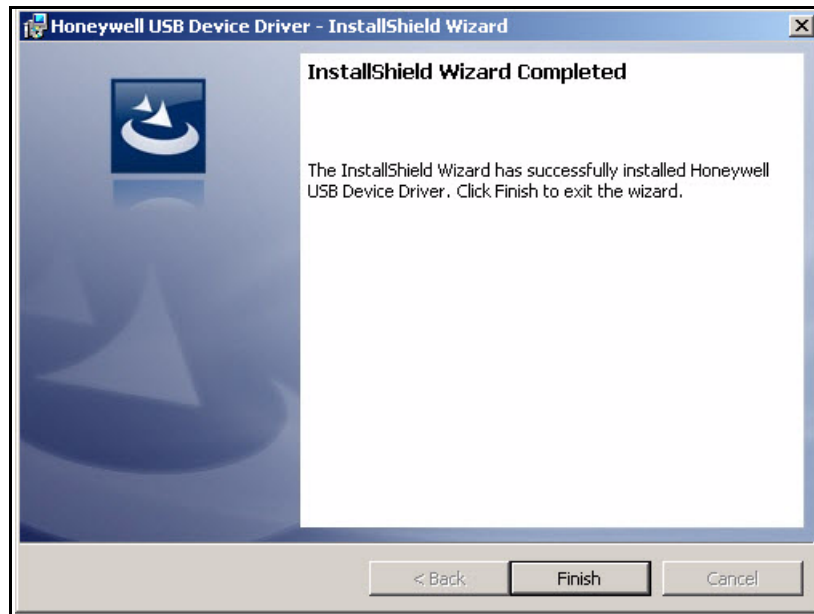 Honeywell USB Device Driver - InstallShield Wizard
InstallShield Wizard Completed
The InstallShield Wizard has successfully installed Honeywell
USB Device Driver. Click Finish to exit the wizard.
< Back
Finish
Cancel